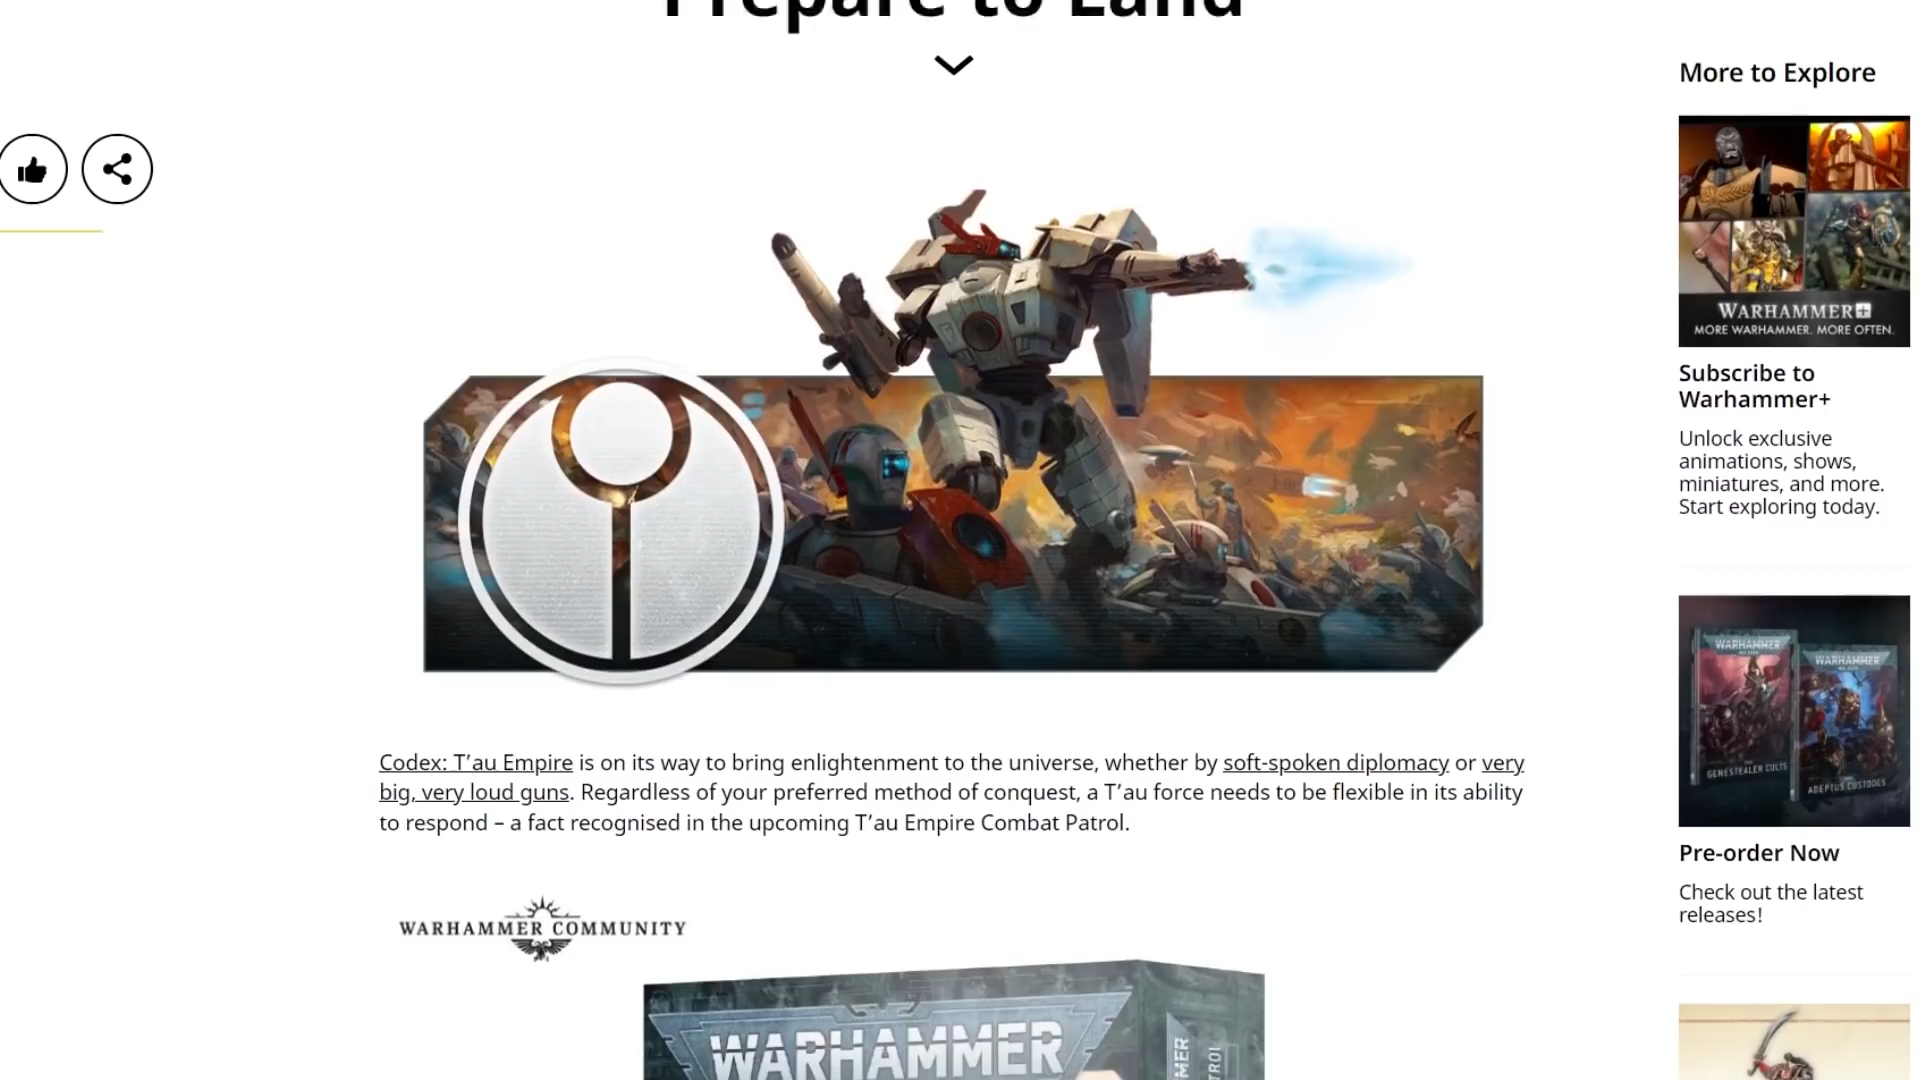 Prepare to Land
More to Explore
WARHAMMER+
MORE WARHAMMER. MORE OFTEN.
Subscribe to
Warhammer+
Unlock exclusive
animations, shows,
miniatures, and more.
Start exploring today.
WARHAMMER
GENESTEALER CULTS
WARHAMMER
ADEPTUS CUSTODES
Pre-order Now
Check out the latest
releases!
Codex: T’au Empire is on its way to bring enlightenment to the universe, whether by soft-spoken diplomacy or very
big, very loud guns. Regardless of your preferred method of conquest, a T’au force needs to be flexible in its ability
to respond – a fact recognised in the upcoming T’au Empire Combat Patrol.
WARHAMMER COMMUNITY
WARHAMMER